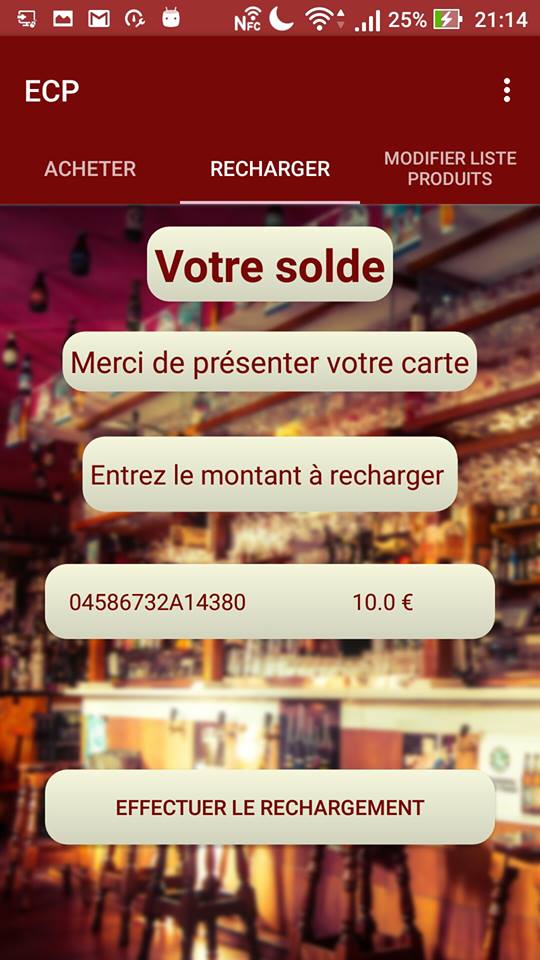 NFC 25% 21:14
ECP
ACHETER RECHARGER MODIFIER LISTE
PRODUITS
Votre solde
Merci de présenter votre carte
Entrez le montant à recharger
04586732A14380 10.0 €
EFFECTUER LE RECHARGEMENT